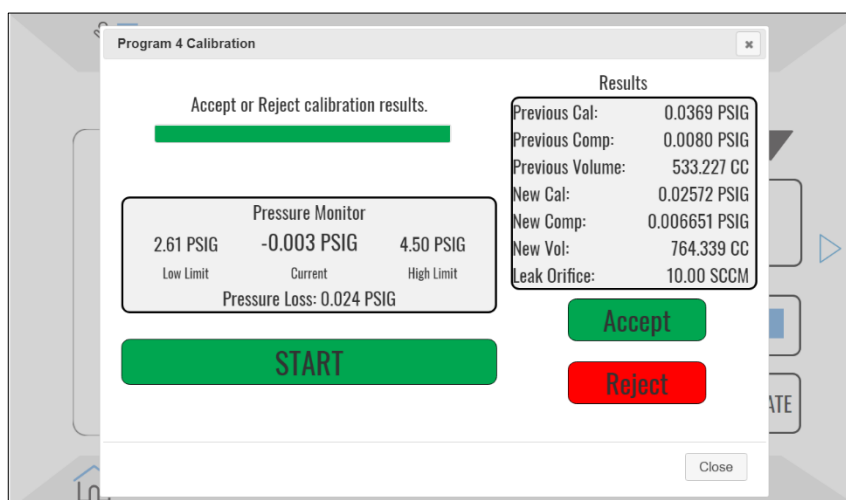 Program 4 Calibration
Accept or Reject calibration results.
Pressure Monitor
2.61 PSIG -0.003 PSIG 4.50 PSIG
Low Limit Current High Limit
Pressure Loss: 0.024 PSIG
START
Results
Previous Cal: 0.0369 PSIG
Previous Comp: 0.0080 PSIG
Previous Volume: 533.227 CC
New Cal: 0.02572 PSIG
New Comp: 0.006651 PSIG
New Vol: 764.339 CC
Leak Orifice: 10.00 SCCM
Accept
Reject
ATE
Close